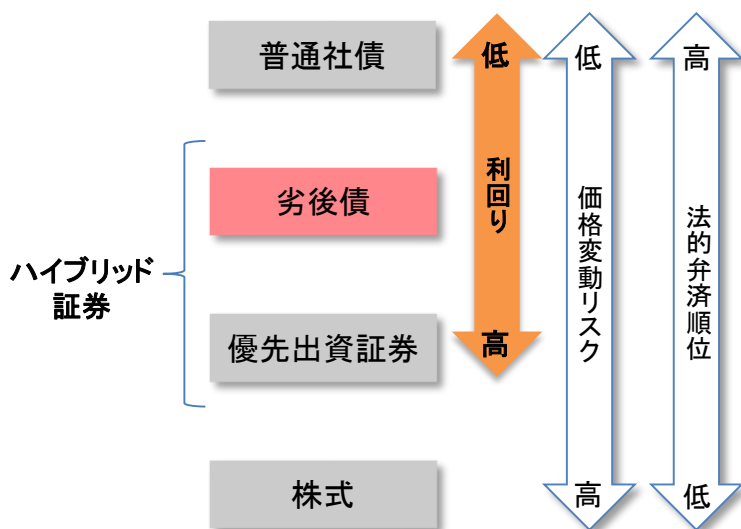 普通社債
劣後債
ハイブリッド
証券
優先出資証券
株式
低
利回り
高
低
価格変動リスク
高
高
法的弁済順位
低